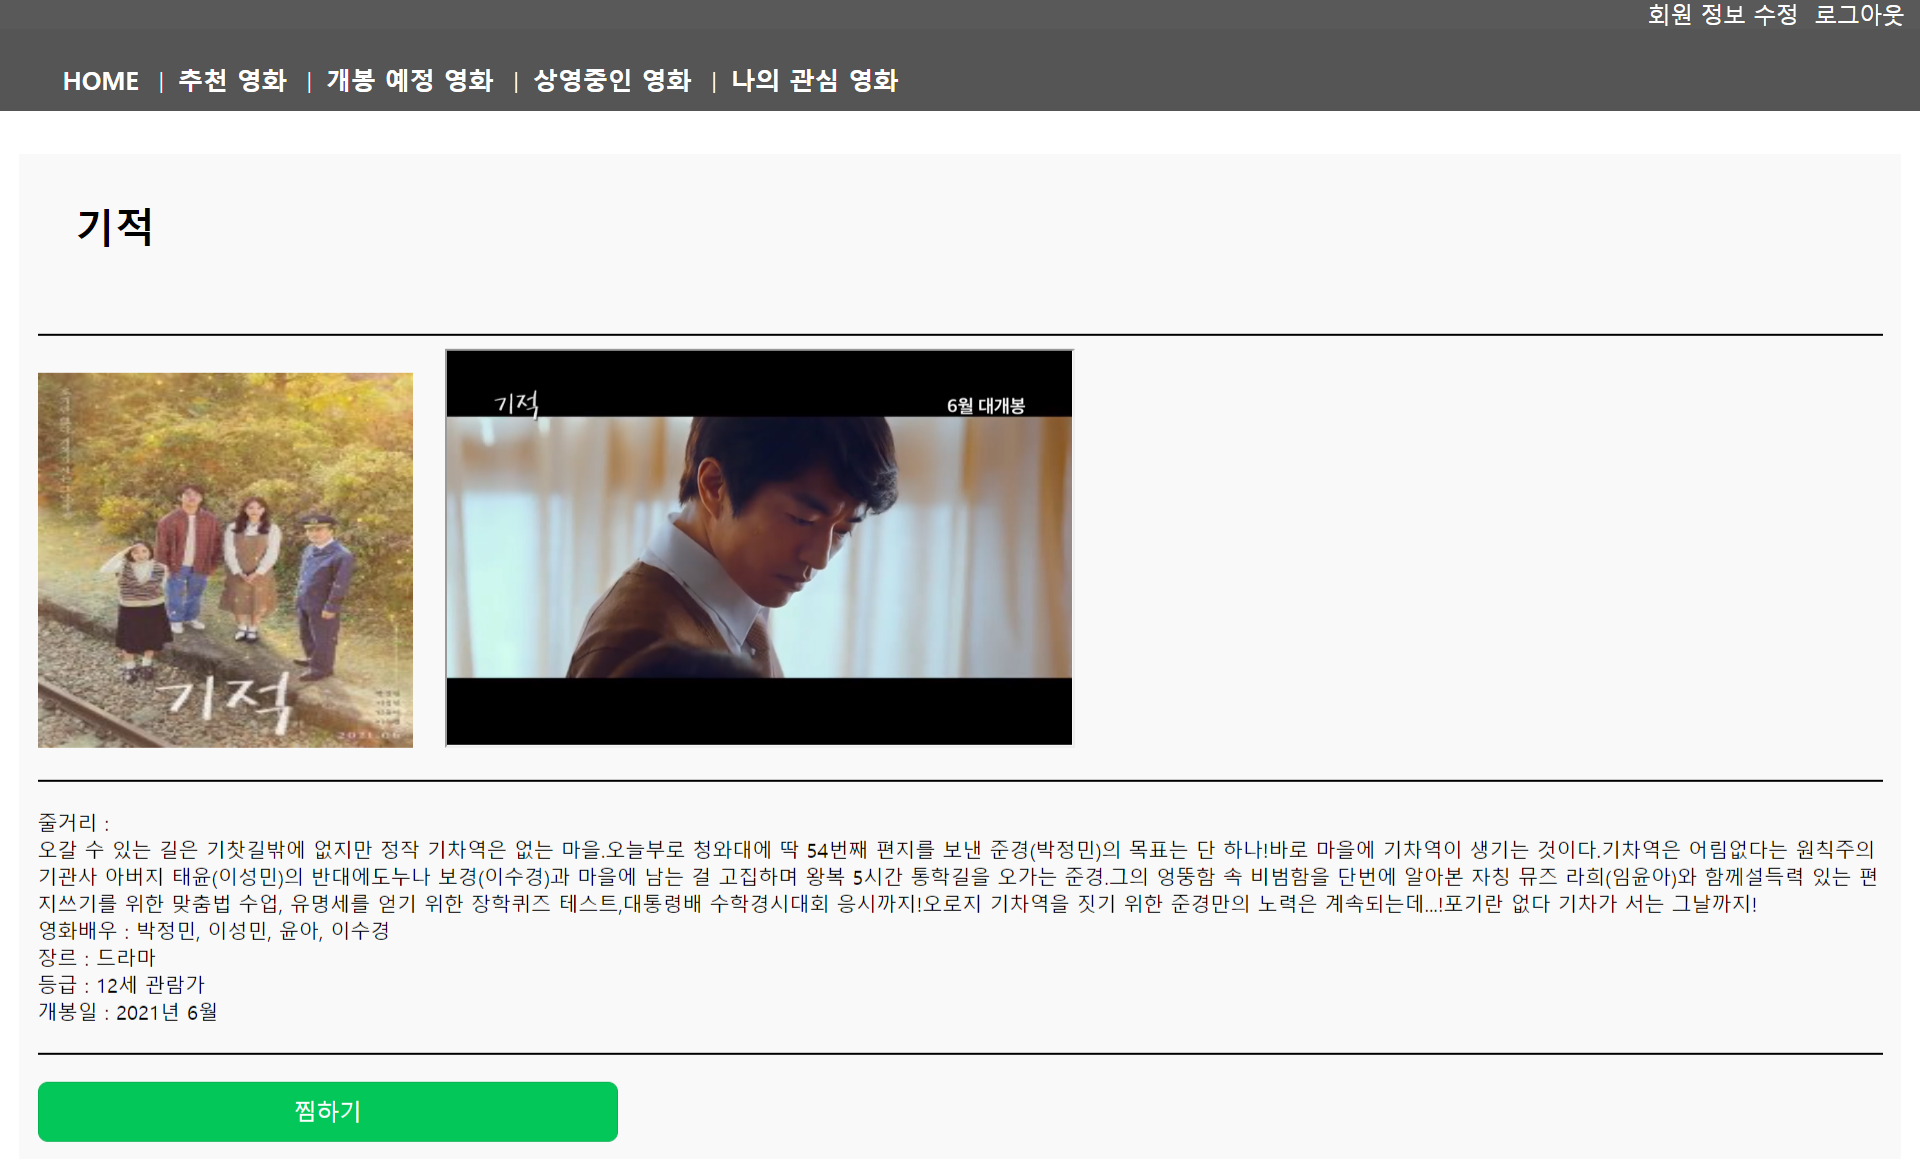 회원 정보 수정 로그아웃
HOME | 추천 영화 | 개봉 예정 영화 | 상영중인 영화 | 나의 관심 영화
기적
기적
2021.06
기적 6월 대개봉
줄거리 :
오갈 수 있는 길은 기찻길밖에 없지만 정작 기차역은 없는 마을.오늘부로 청와대에 딱 54번째 편지를 보낸 준경(박정민)의 목표는 단 하나!바로 마을에 기차역이 생기는 것이다.기차역은 어림없다는 원칙주의
기관사 아버지 태윤(이성민)의 반대에도누나 보경(이수경)과 마을에 남는 걸 고집하며 왕복 5시간 통학길을 오가는 준경.그의 엉뚱함 속 비범함을 단번에 알아본 자칭 뮤즈 라희(임윤아)와 함께설득력 있는 편
지쓰기를 위한 맞춤법 수업, 유명세를 얻기 위한 장학퀴즈 테스트,대통령배 수학경시대회 응시까지!오로지 기차역을 짓기 위한 준경만의 노력은 계속되는데...!포기란 없다 기차가 서는 그날까지!
영화배우 : 박정민, 이성민, 윤아, 이수경
장르 : 드라마
등급 : 12세 관람가
개봉일 : 2021년 6월
찜하기